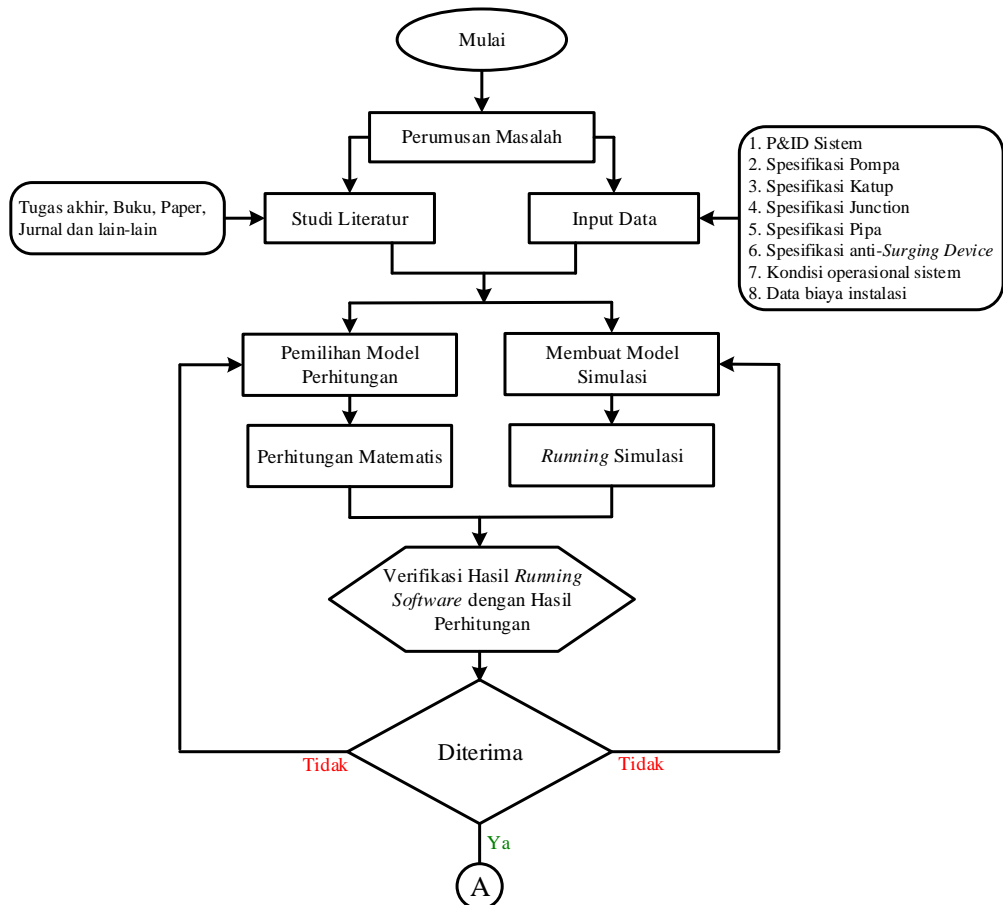 Mulai
Perumusan Masalah
1. P&ID Sistem
2. Spesifikasi Pompa
3. Spesifikasi Katup
4. Spesifikasi Junction
5. Spesifikasi Pipa
6. Spesifikasi anti-Surging Device
7. Kondisi operasional sistem
8. Data biaya instalasi
Tugas akhir, Buku, Paper,
Jurnal dan lain-lain
Studi Literatur
Input Data
Pemilihan Model
Perhitungan
Membuat Model
Simulasi
Perhitungan Matematis
Running Simulasi
Verifikasi Hasil Running
Software dengan Hasil
Perhitungan
Diterima
Tidak
Tidak
Ya
A